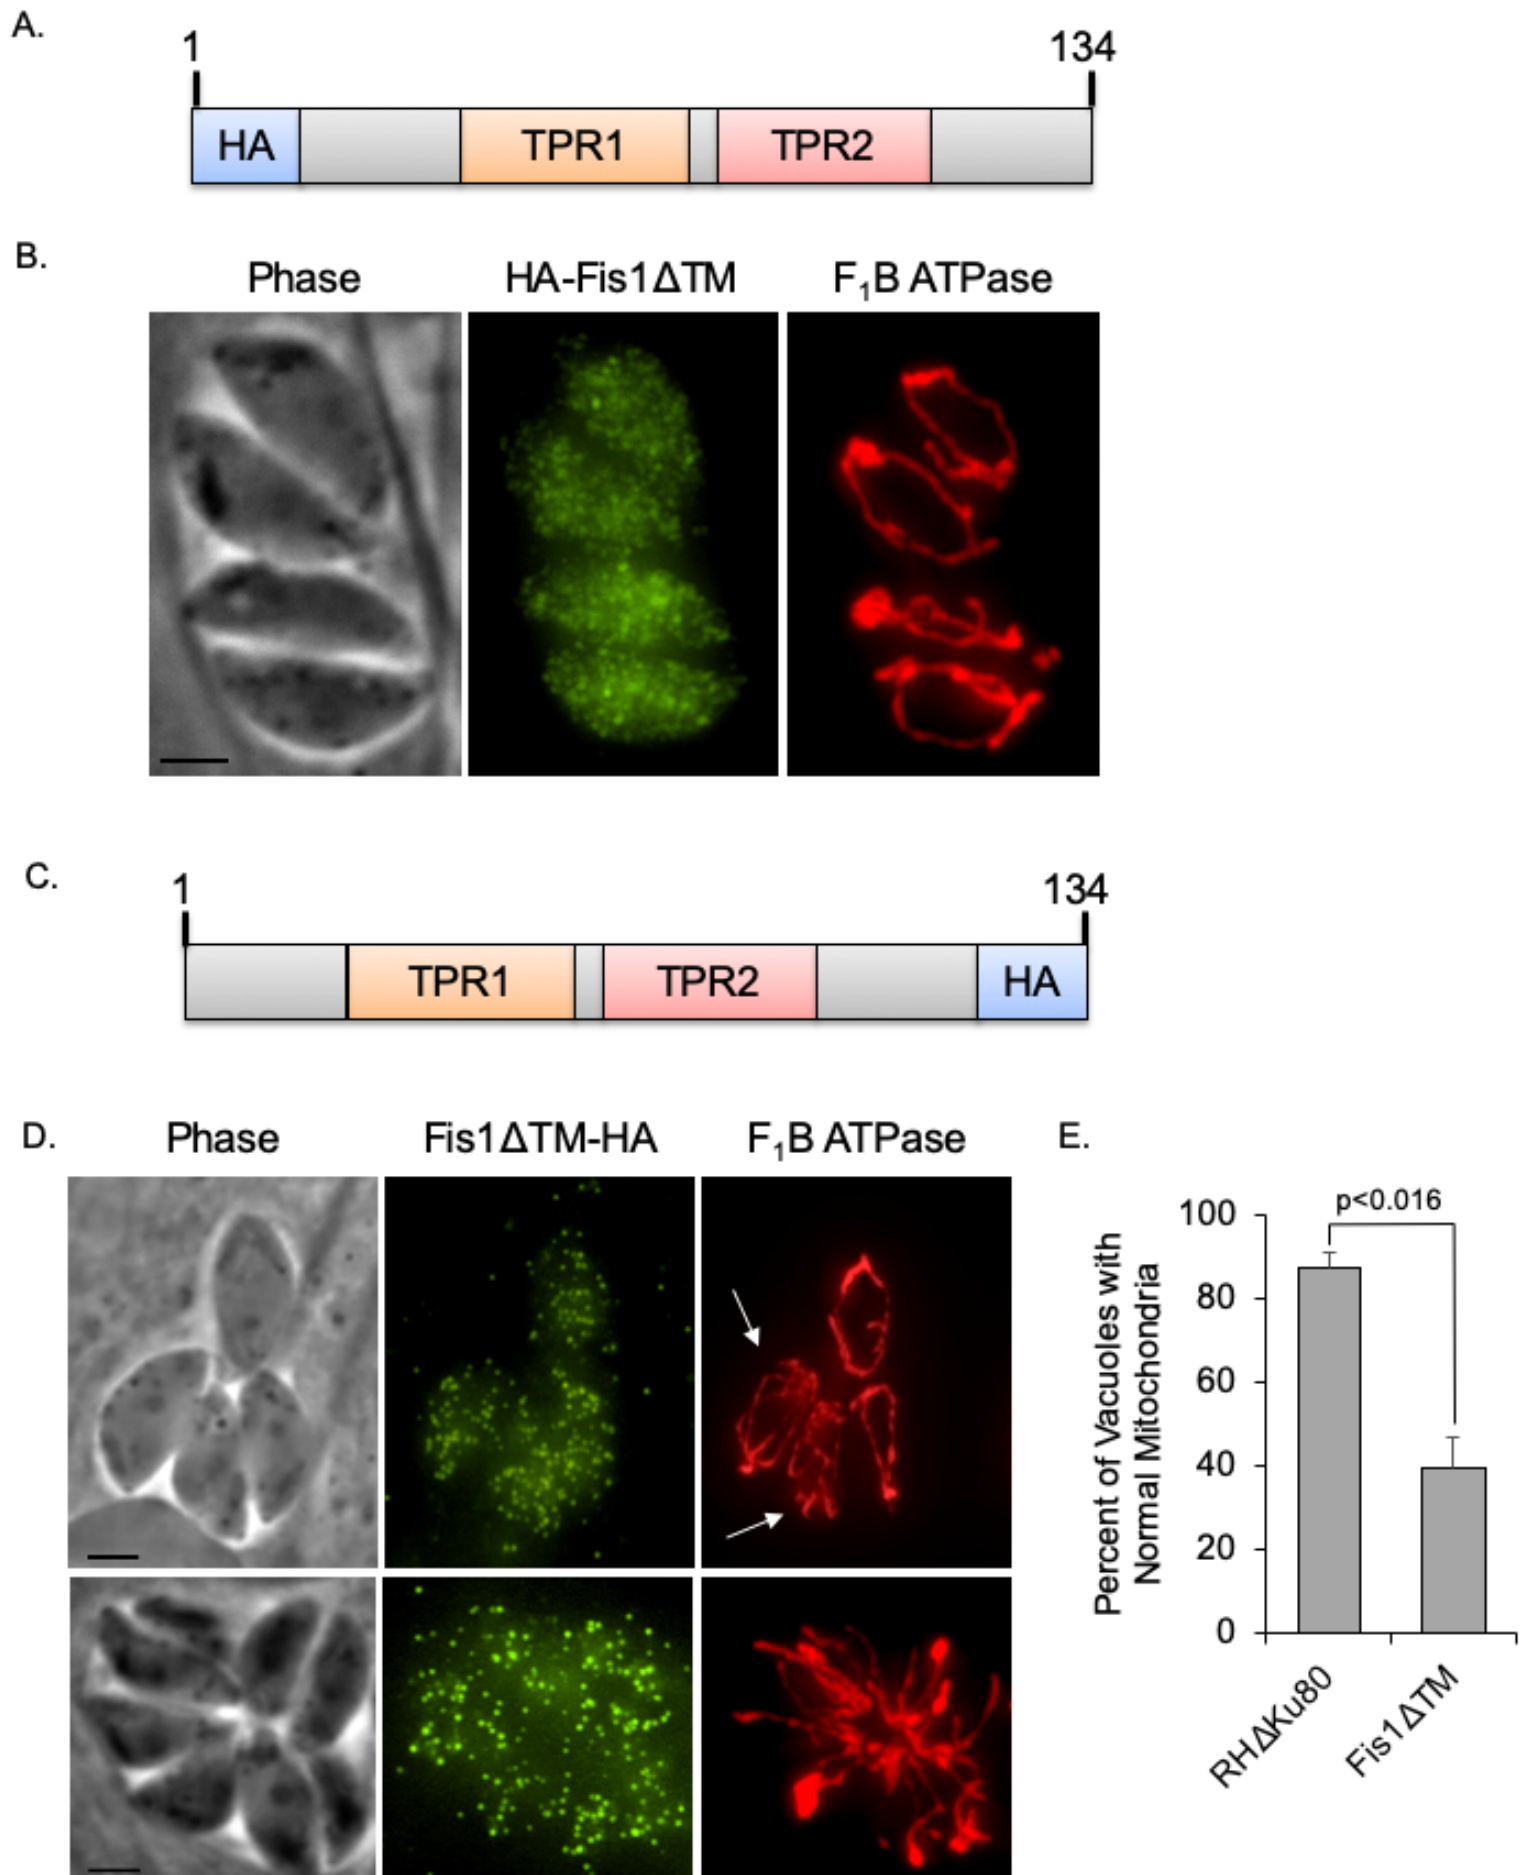 A.
1 134
HA TPR1 TPR2
B.
Phase HA-Fis1ΔTM F₁B ATPase
C.
1 134
TPR1 TPR2 HA
D. Phase Fis1ΔTM-HA F₁B ATPase
E.
p<0.016
Percent of Vacuoles with
Normal Mitochondria
100
80
60
40
20
0
RHΔKu80
Fis1ΔTM